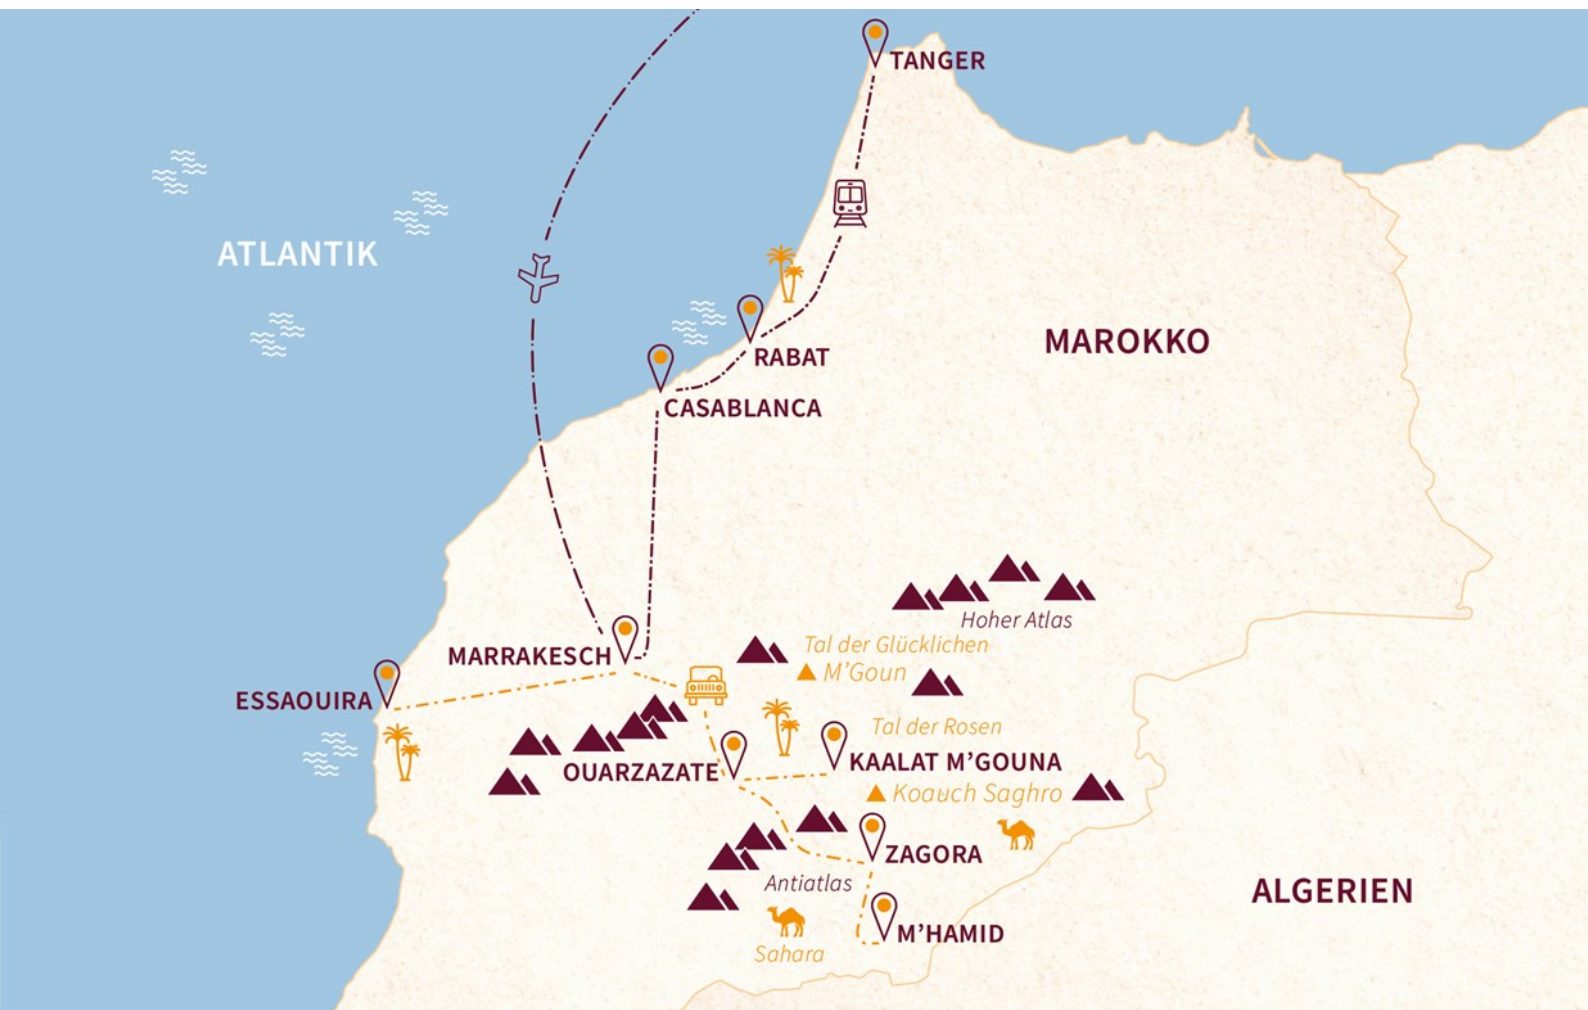 TANGER
ATLANTIK
MAROKKO
RABAT
CASABLANCA
Hoher Atlas
Tal der Glücklichen
MARRAKESCH
M'Goun
ESSAOUIRA
Tal der Rosen
KAALAT M'GOUNA
OUARZAZATE
Koauch Saghro
ZAGORA
Antiatlas
ALGERIEN
M'HAMID
Sahara